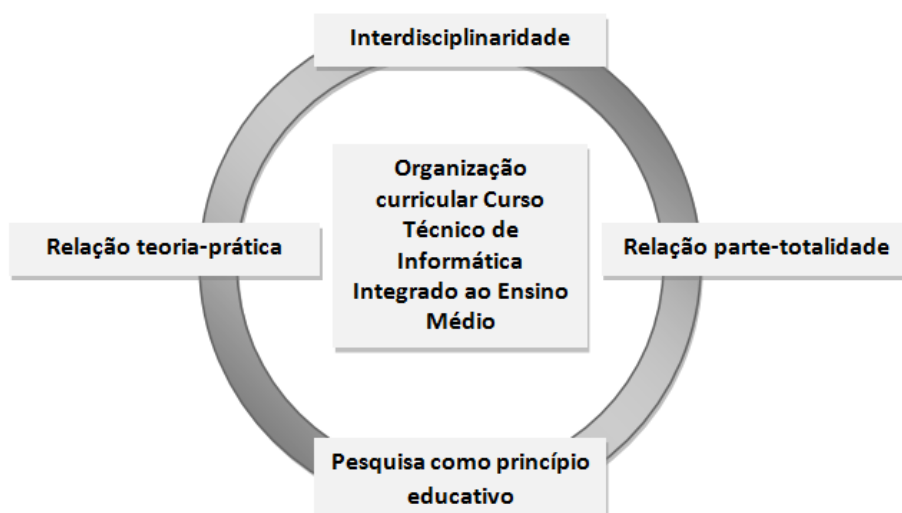 Interdisciplinaridade
Organização
curricular Curso
Técnico de
Informática
Integrado ao Ensino
Médio
Relação teoria-prática
Relação parte-totalidade
Pesquisa como princípio
educativo